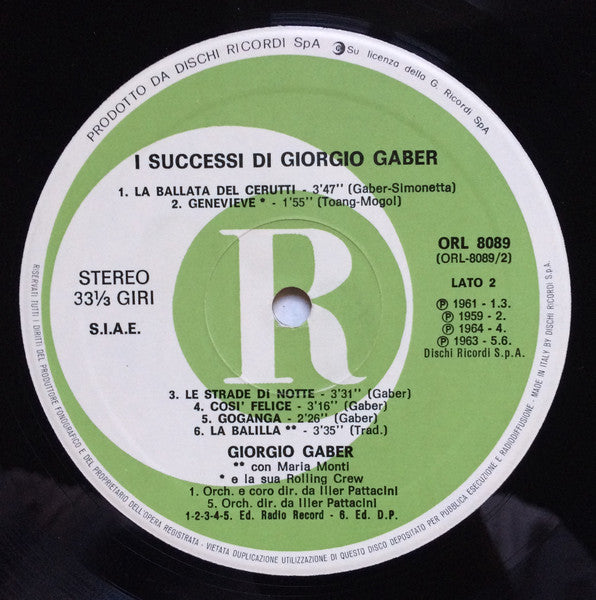 PRODOTTO DA DISCHI RICORDI SpA Su licenza della G. Ricordi SpA
I SUCCESSI DI GIORGIO GABER
1. LA BALLATA DEL CERUTTI - 3'47'' (Gaber-Simonetta)
2. GENEVIEVE * - 1'55'' (Toang-Mogol)
R
STEREO
33⅓ GIRI
S.I.A.E.
ORL 8089
(ORL-8089/2)
LATO 2
Ⓟ 1961 - 1.3.
Ⓟ 1959 - 2.
Ⓟ 1964 - 4.
Ⓟ 1963 - 5.6.
Dischi Ricordi S.p.A.
3. LE STRADE DI NOTTE - 3'31'' (Gaber)
4. COSI' FELICE - 3'16'' (Gaber)
5. GOGANGA - 2'26'' (Gaber)
6. LA BALILLA ** - 3'35'' (Trad.)
GIORGIO GABER
** con Maria Monti
* e la sua Rolling Crew
1. Orch. e coro dir. da Iller Pattacini
5. Orch. dir. da Iller Pattacini
1-2-3-4-5. Ed. Radio Record - 6. Ed. D.P.
RISERVATI TUTTI I DIRITTI DEL PRODUTTORE FONOGRAFICO E DEL PROPRIETARIO DELL'OPERA REGISTRATA - VIETATA DUPLICAZIONE UTILIZZAZIONE DI QUESTO DISCO DEPOSITATO PER PUBBLICA ESECUZIONE E RADIODIFFUSIONE - MADE IN ITALY BY DISCHI RICORDI S.p.A.